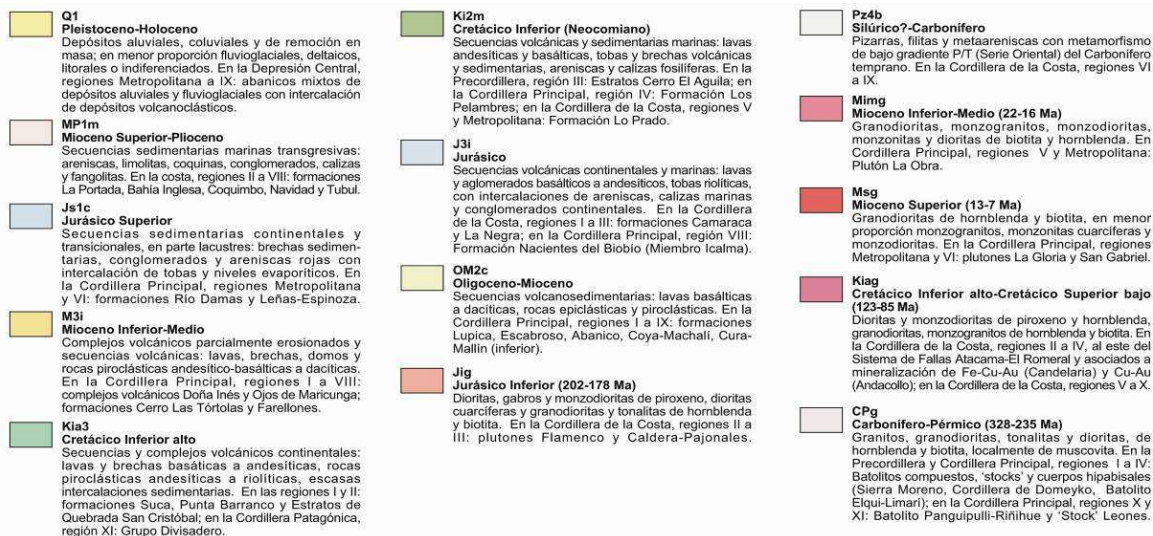 Q1
Pleistoceno-Holoceno
Depósitos aluviales, coluviales y de remoción en
masa; en menor proporción fluvioglaciales, deltaicos,
litorales o indiferenciados. En la Depresión Central,
regiones Metropolitana a IX: abanicos mixtos de
depósitos aluviales y fluvioglaciales con intercalación
de depósitos volcanoclásticos.
MP1m
Mioceno Superior-Plioceno
Secuencias sedimentarias marinas transgresivas:
areniscas, limolitas, coquinas, conglomerados, calizas
y fangolitas. En la costa, regiones II a VIII: formaciones
La Portada, Bahía Inglesa, Coquimbo, Navidad y Tubul.
Js1c
Jurásico Superior
Secuencias sedimentarias continentales y
transicionales, en parte lacustres: brechas sedimen-
tarias, conglomerados y areniscas rojas con
intercalación de tobas y niveles evaporíticos. En
la Cordillera Principal, regiones Metropolitana
y VI: formaciones Río Damas y Leñas-Espinoza.
M3i
Mioceno Inferior-Medio
Complejos volcánicos parcialmente erosionados y
secuencias volcánicas: lavas, brechas, domos y
rocas piroclásticas andesítico-basálticas a dacíticas.
En la Cordillera Principal, regiones I a VIII:
complejos volcánicos Doña Inés y Ojos de Maricunga;
formaciones Cerro Las Tórtolas y Farellones.
Kia3
Cretácico Inferior alto
Secuencias y complejos volcánicos continentales:
lavas y brechas basáticas a andesíticas, rocas
piroclásticas andesíticas a riolíticas, escasas
intercalaciones sedimentarias. En las regiones I y II:
formaciones Suca, Punta Barranco y Estratos de
Quebrada San Cristóbal; en la Cordillera Patagónica,
región XI: Grupo Divisadero.
Ki2m
Cretácico Inferior (Neocomiano)
Secuencias volcánicas y sedimentarias marinas: lavas
andesíticas y basálticas, tobas y brechas volcánicas
y sedimentarias, areniscas y calizas fosilíferas. En la
Precordillera, región III: Estratos Cerro El Aguila; en
la Cordillera Principal, región IV: Formación Los
Pelambres; en la Cordillera de la Costa, regiones V
y Metropolitana: Formación Lo Prado.
J3i
Jurásico
Secuencias volcánicas continentales y marinas: lavas
y aglomerados basálticos a andesíticos, tobas riolíticas,
con intercalaciones de areniscas, calizas marinas
y conglomerados continentales. En la Cordillera
de la Costa, regiones I a III: formaciones Camaraca
y La Negra; en la Cordillera Principal, región VIII:
Formación Nacientes del Biobío (Miembro Icalma).
OM2c
Oligoceno-Mioceno
Secuencias volcanosedimentarias: lavas basálticas
a dacíticas, rocas epiclásticas y piroclásticas. En la
Cordillera Principal, regiones I a IX: formaciones
Lupica, Escabroso, Abanico, Coya-Machalí, Cura-
Mallín (inferior).
Jig
Jurásico Inferior (202-178 Ma)
Dioritas, gabros y monzodioritas de piroxeno, dioritas
cuarcíferas y granodioritas y tonalitas de hornblenda
y biotita. En la Cordillera de la Costa, regiones II a
III: plutones Flamenco y Caldera-Pajonales.
Pz4b
Silúrico?-Carbonífero
Pizarras, filitas y metaareniscas con metamorfismo
de bajo gradiente P/T (Serie Oriental) del Carbonífero
temprano. En la Cordillera de la Costa, regiones VI
a IX.
Mimg
Mioceno Inferior-Medio (22-16 Ma)
Granodioritas, monzogranitos, monzodioritas,
monzonitas y dioritas de biotita y hornblenda. En
Cordillera Principal, regiones V y Metropolitana:
Plutón La Obra.
Msg
Mioceno Superior (13-7 Ma)
Granodioritas de hornblenda y biotita, en menor
proporción monzogranitos, monzonitas cuarcíferas y
monzodioritas. En la Cordillera Principal, regiones
Metropolitana y VI: plutones La Gloria y San Gabriel.
Kiag
Cretácico Inferior alto-Cretácico Superior bajo
(123-85 Ma)
Dioritas y monzodioritas de piroxeno y hornblenda,
granodioritas, monzogranitos de hornblenda y biotita. En
la Cordillera de la Costa, regiones II a IV, al este del
Sistema de Fallas Atacama-El Romeral y asociados a
mineralización de Fe-Cu-Au (Candelaria) y Cu-Au
(Andacollo); en la Cordillera de la Costa, regiones V a X.
CPg
Carbonífero-Pérmico (328-235 Ma)
Granitos, granodioritas, tonalitas y dioritas, de
hornblenda y biotita, localmente de muscovita. En la
Precordillera y Cordillera Principal, regiones I a IV:
Batolitos compuestos, 'stocks' y cuerpos hipabisales
(Sierra Moreno, Cordillera de Domeyko, Batolito
Elqui-Limarí); en la Cordillera Principal, regiones X y
XI: Batolito Panguipulli-Riñihue y 'Stock' Leones.